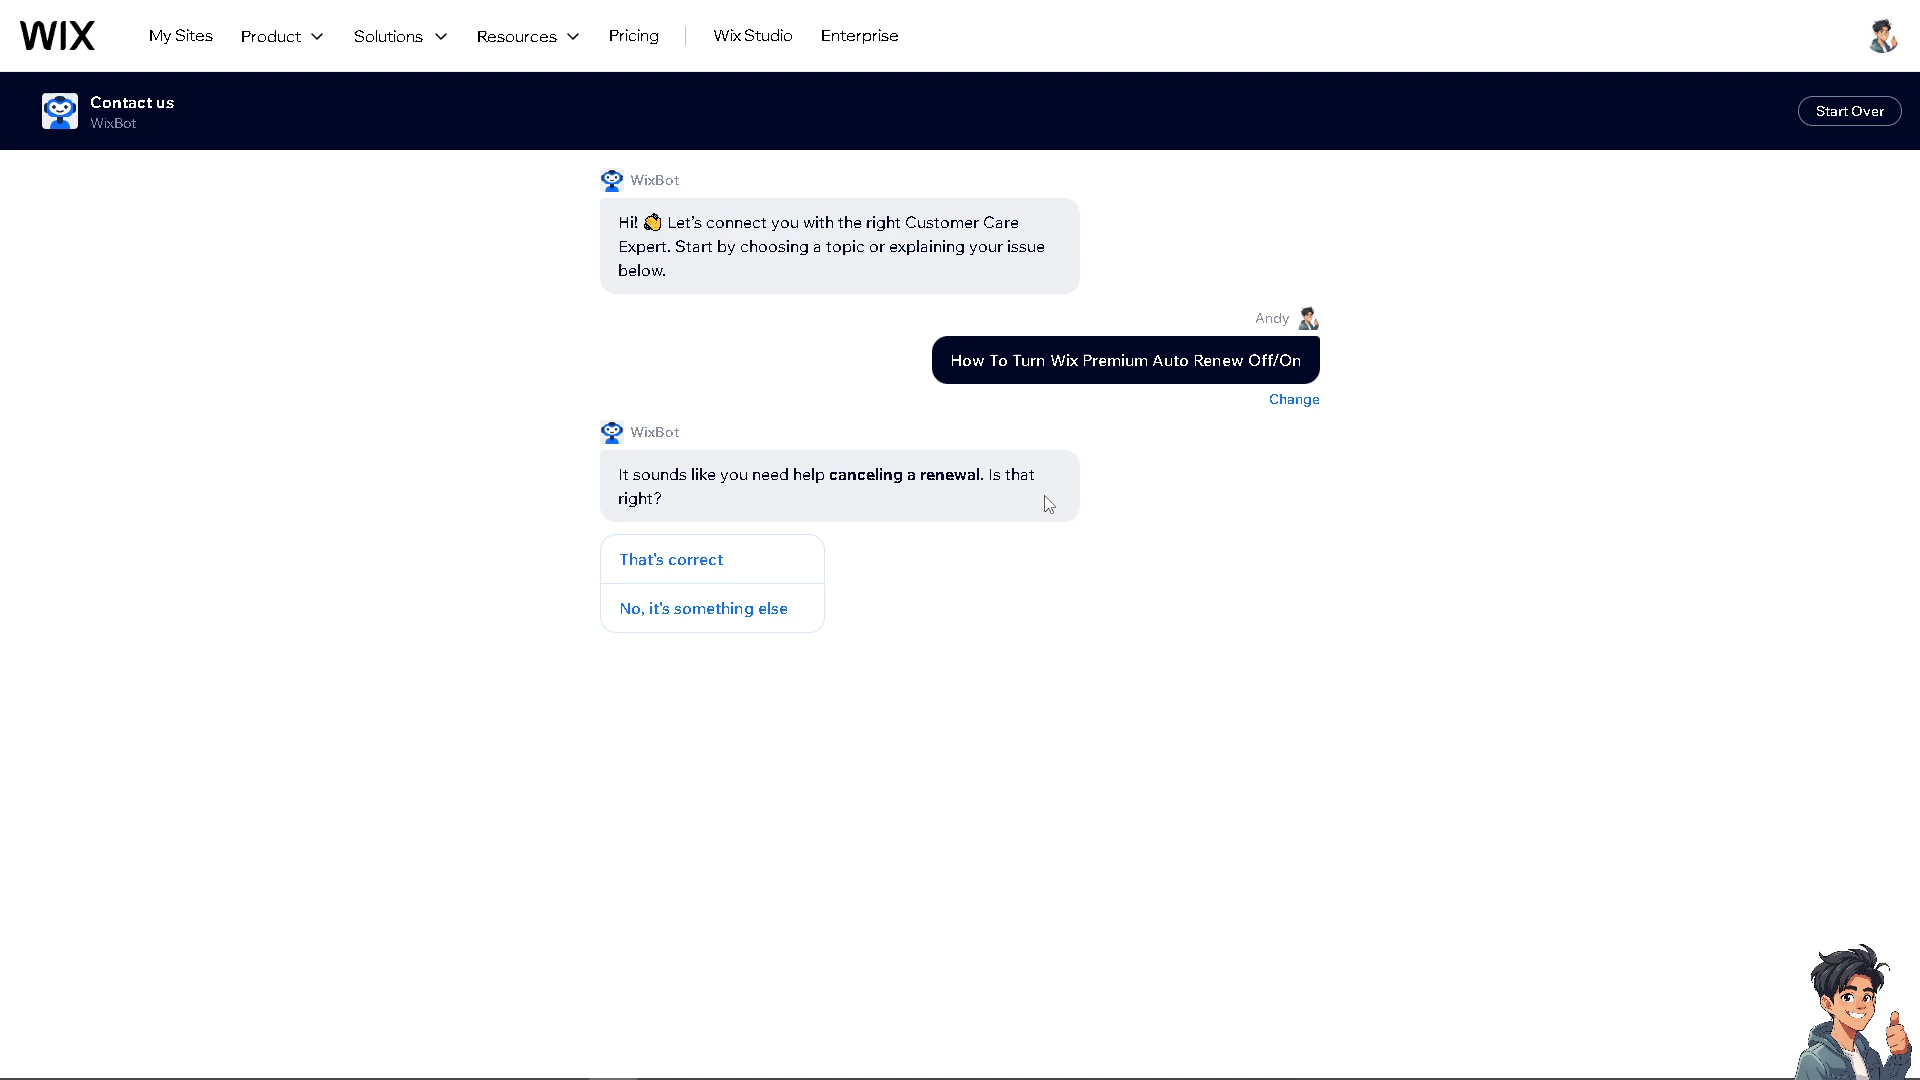 WIX
My Sites
Product
Solutions
Resources
Pricing
Wix Studio
Enterprise
Contact us
WixBot
Start Over
WixBot
Hi! 👋 Let's connect you with the right Customer Care
Expert. Start by choosing a topic or explaining your issue
below.
Andy
How To Turn Wix Premium Auto Renew Off/On
Change
WixBot
It sounds like you need help canceling a renewal. Is that
right?
That's correct
No, it's something else